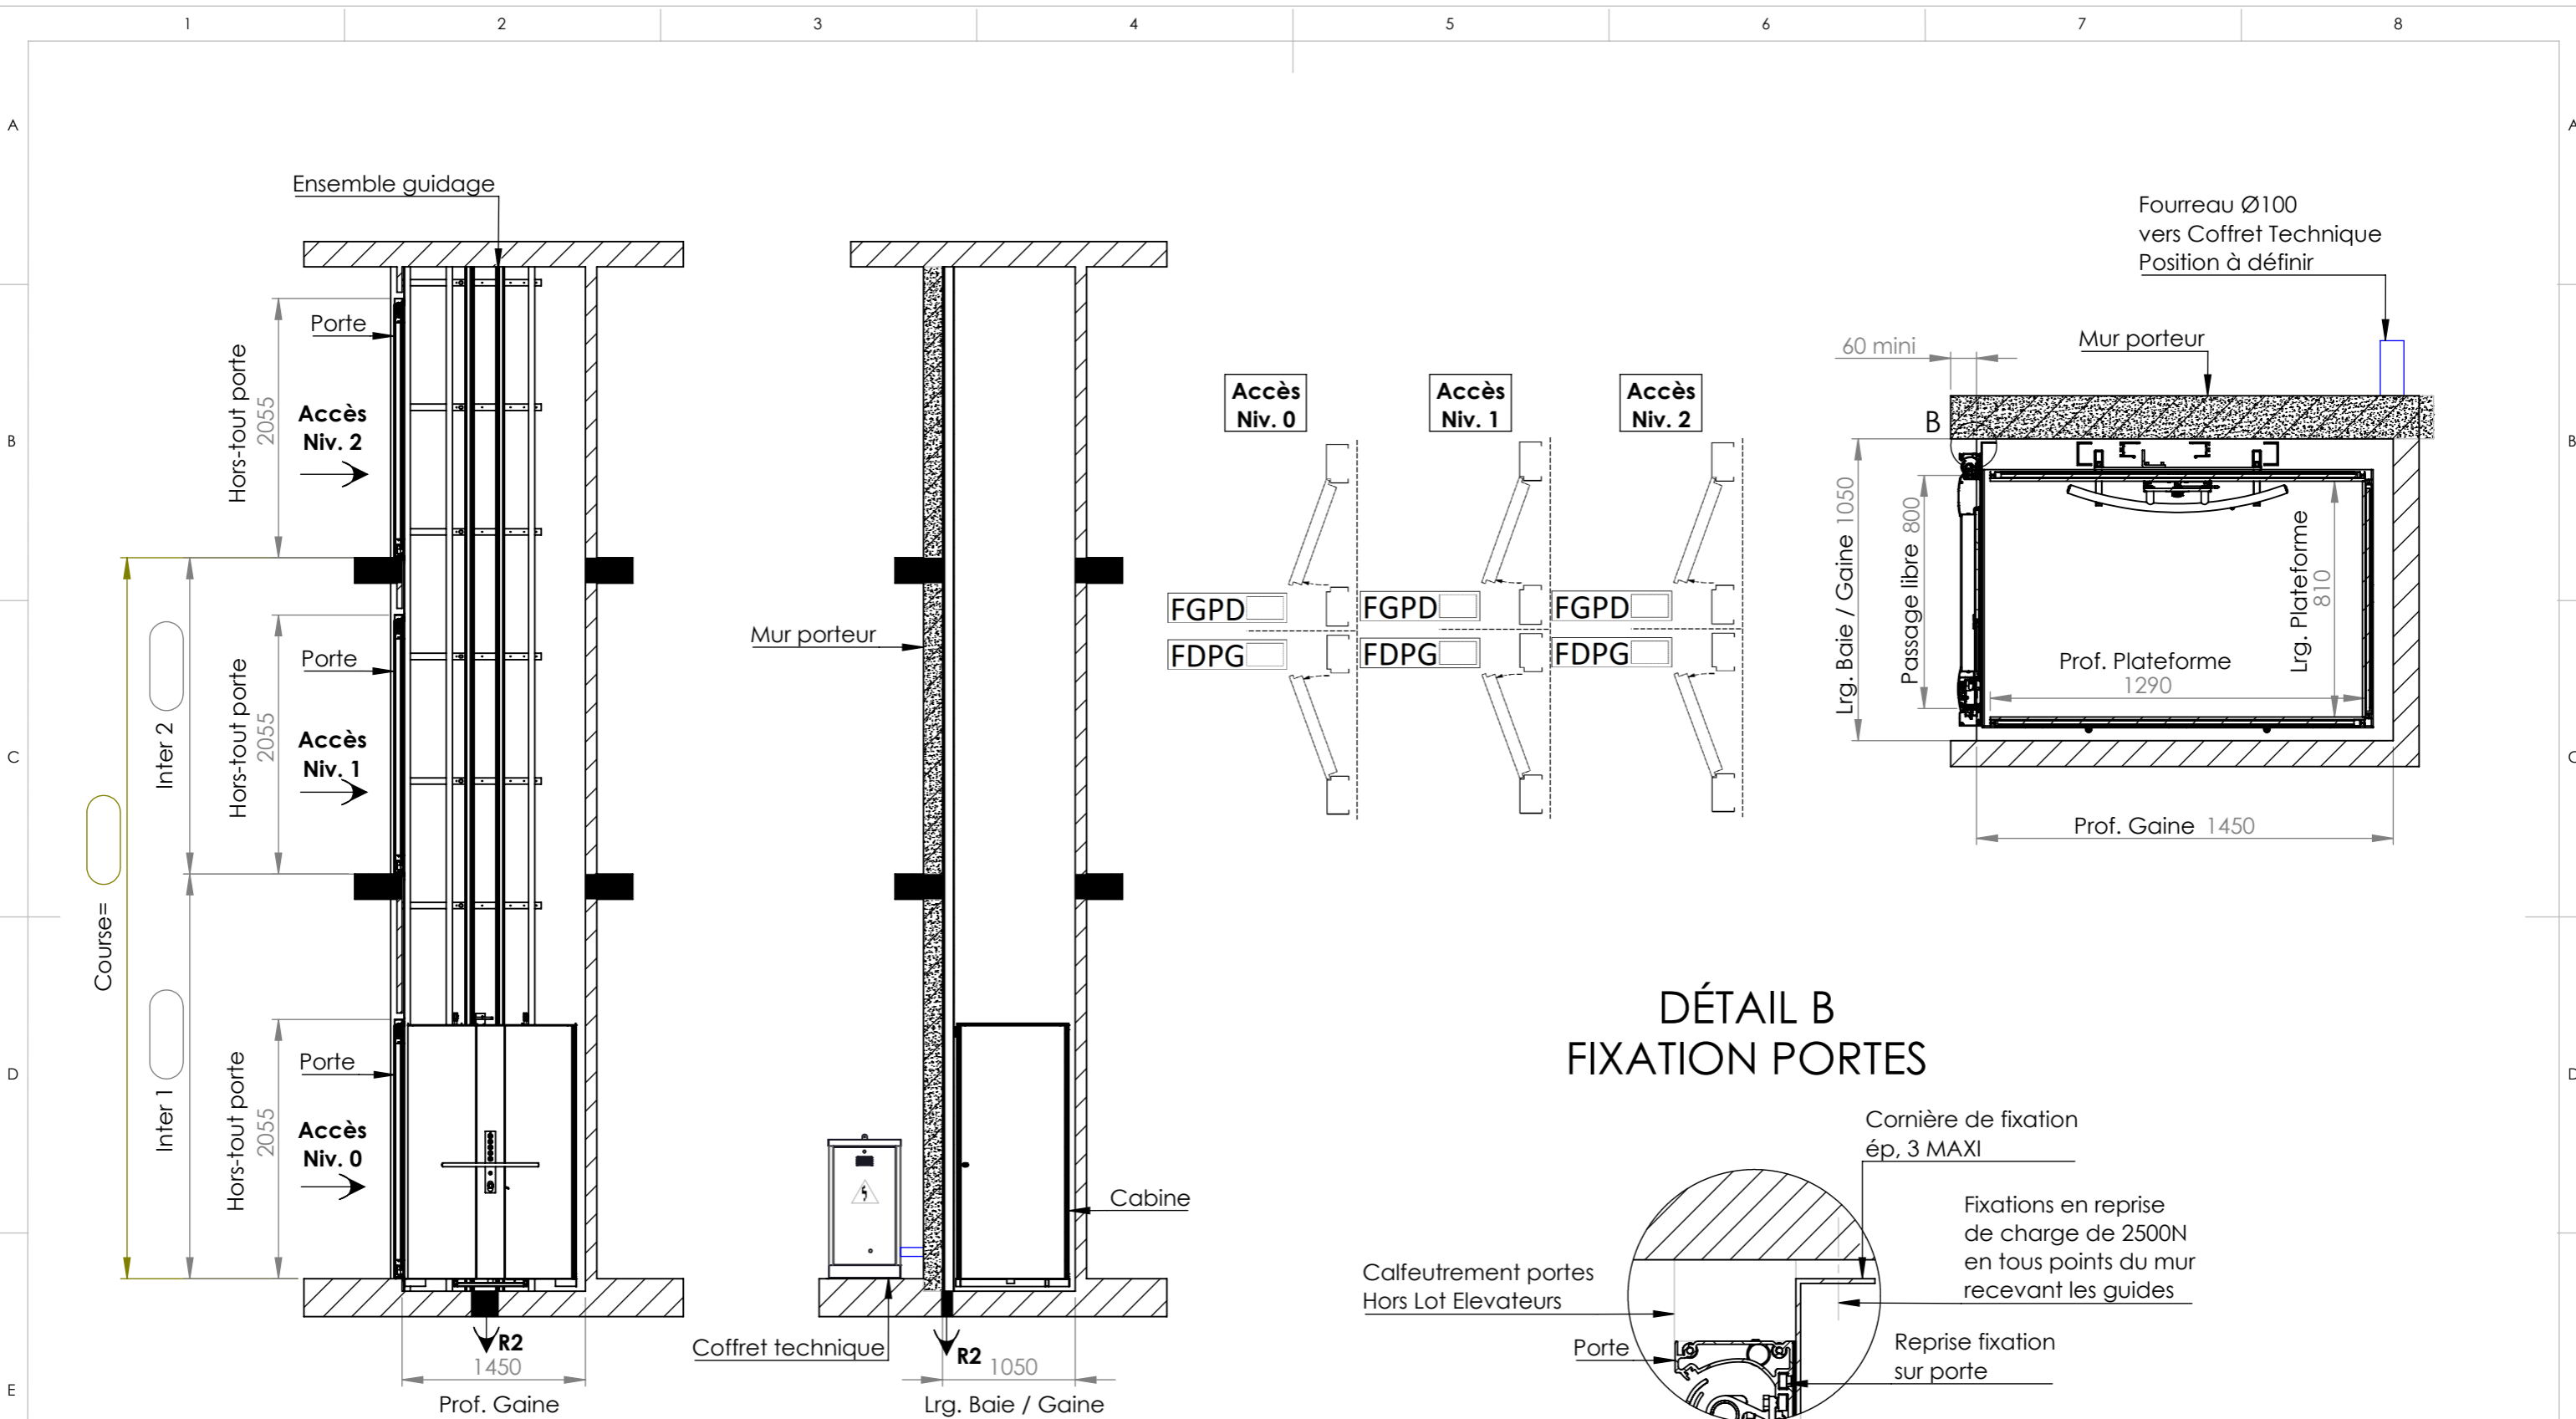 1 2 3 4 5 6 7 8
A
A
B
B
C
C
D
D
E
Ensemble guidage
Porte
Hors-tout porte
2055
Accès
Niv. 2
Porte
Hors-tout porte
2055
Accès
Niv. 1
Porte
Hors-tout porte
2055
Accès
Niv. 0
Inter 2
Inter 1
Course=
R2
1450
Prof. Gaine
Mur porteur
Cabine
Coffret technique
R2
1050
Lrg. Baie / Gaine
Accès
Niv. 0
Accès
Niv. 1
Accès
Niv. 2
FGPD
FGPD
FGPD
FDPG
FDPG
FDPG
Fourreau Ø100
vers Coffret Technique
Position à définir
60 mini
Mur porteur
B
Lrg. Baie / Gaine 1050
Passage libre 800
Lrg. Plateforme
810
Prof. Plateforme
1290
Prof. Gaine 1450
DÉTAIL B
FIXATION PORTES
Cornière de fixation
ép, 3 MAXI
Fixations en reprise
de charge de 2500N
en tous points du mur
recevant les guides
Calfeutrement portes
Hors Lot Elevateurs
Porte
Reprise fixation
sur porte